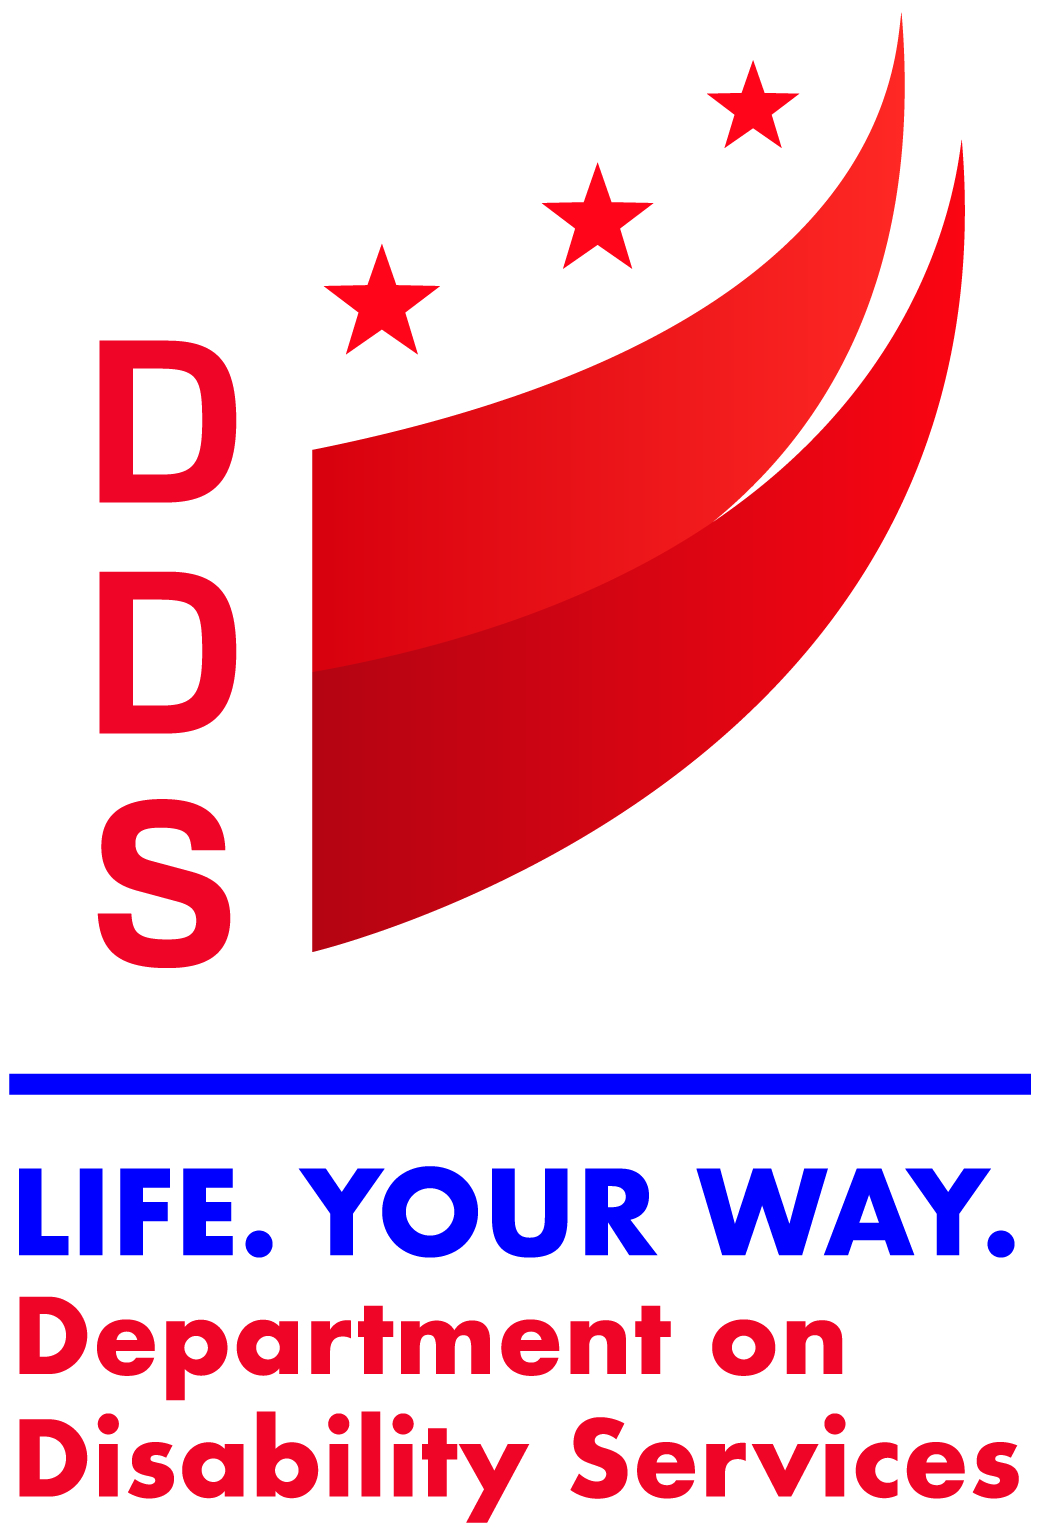 D
D
S
LIFE. YOUR WAY.
Department on
Disability Services